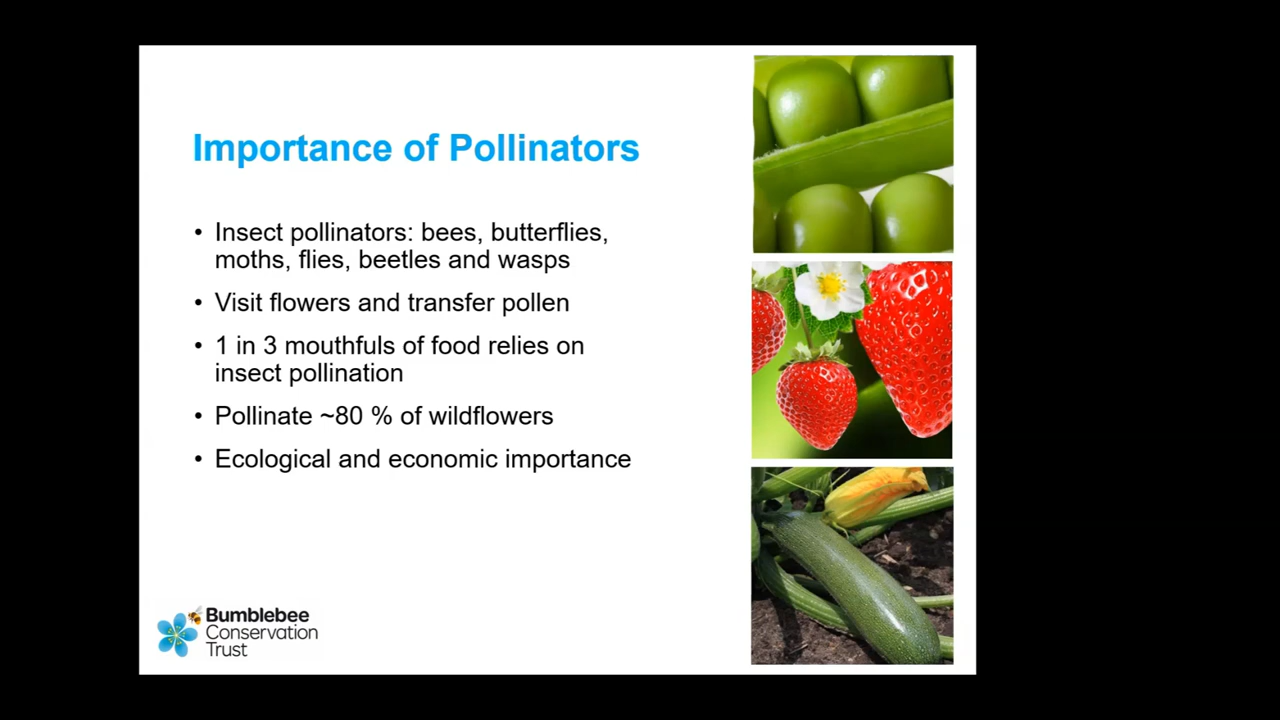 Importance of Pollinators
• Insect pollinators: bees, butterflies,
moths, flies, beetles and wasps
• Visit flowers and transfer pollen
• 1 in 3 mouthfuls of food relies on
insect pollination
• Pollinate ~80 % of wildflowers
• Ecological and economic importance
Bumblebee
Conservation
Trust